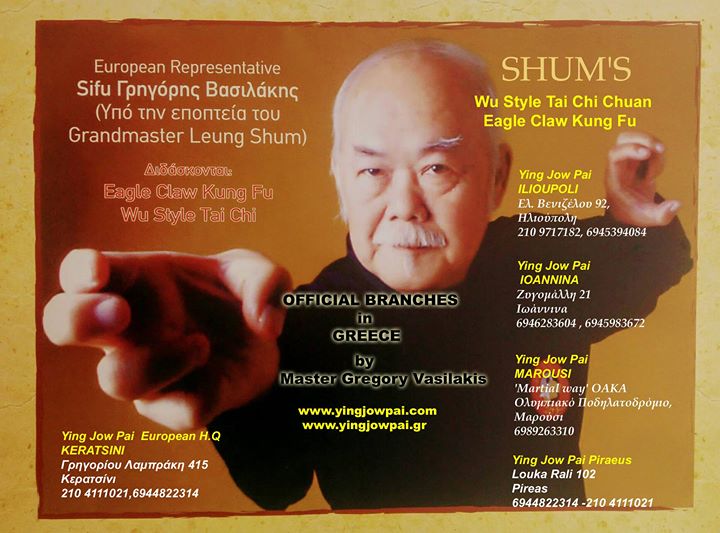 European Representative
Sifu Γρηγόρης Βασιλάκης
(Υπό την εποπτεία του
Grandmaster Leung Shum)
Διδάσκονται:
Eagle Claw Kung Fu
Wu Style Tai Chi
SHUM'S
Wu Style Tai Chi Chuan
Eagle Claw Kung Fu
Ying Jow Pai
ILIOUPOLI
Ελ. Βενιζέλου 92,
Ηλιούπολη
210 9717182, 6945394084
Ying Jow Pai
IOANNINA
Ζυγομάλλη 21
Ιωάννινα
6946283604 , 6945983672
Ying Jow Pai
MAROUSI
'Martial way' ΟΑΚΑ
Ολυμπιακό Ποδηλατοδρόμιο,
Μαρούσι
6989263310
Ying Jow Pai Piraeus
Louka Rali 102
Pireas
6944822314 -210 4111021
OFFICIAL BRANCHES
in
GREECE
by
Master Gregory Vasilakis
www.yingjowpai.com
www.yingjowpai.gr
Ying Jow Pai European H.Q
KERATSINI
Γρηγορίου Λαμπράκη 415
Κερατσίνι
210 4111021,6944822314